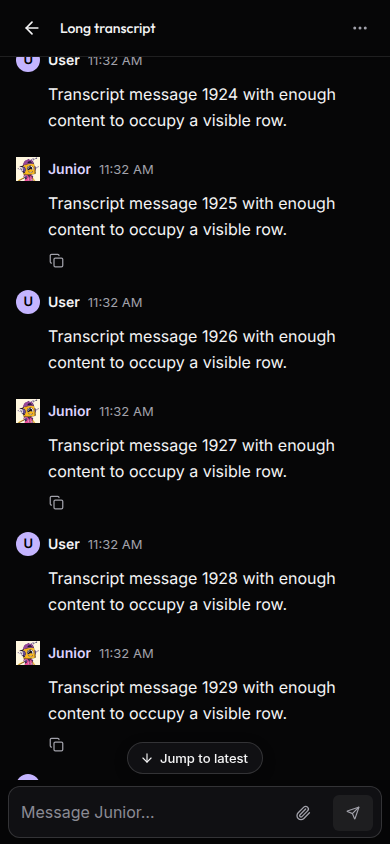 Long transcript
U User 11:32 AM
Transcript message 1924 with enough
content to occupy a visible row.
Junior 11:32 AM
Transcript message 1925 with enough
content to occupy a visible row.
U User 11:32 AM
Transcript message 1926 with enough
content to occupy a visible row.
Junior 11:32 AM
Transcript message 1927 with enough
content to occupy a visible row.
U User 11:32 AM
Transcript message 1928 with enough
content to occupy a visible row.
Junior 11:32 AM
Transcript message 1929 with enough
content to occupy a visible row.
Jump to latest
Message Junior...